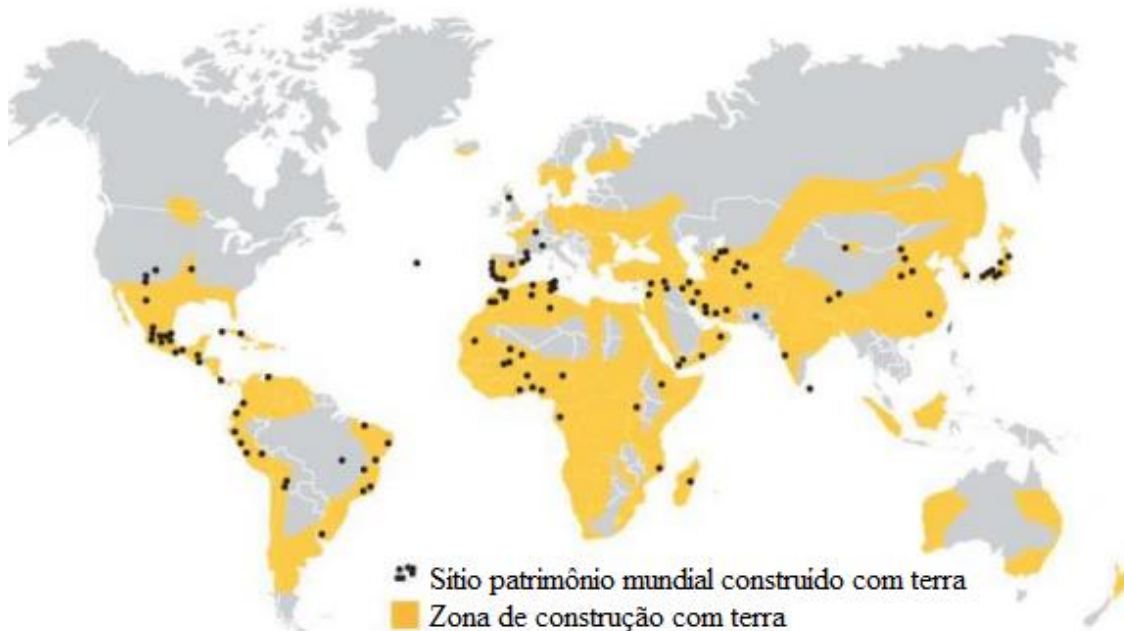 Sítio patrimônio mundial construído com terra
Zona de construção com terra